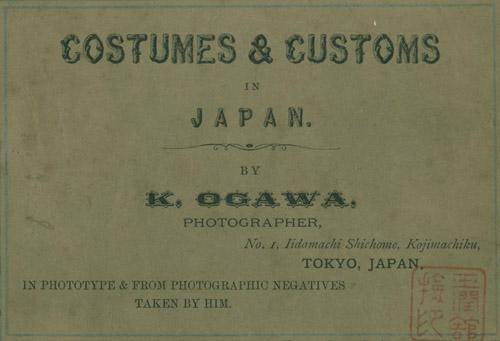 COSTUMES & CUSTOMS
IN
JAPAN.
BY
K. OGAWA,
PHOTOGRAPHER,
No. 1, Iidamachi Shichome, Kojimachiku,
TOKYO, JAPAN.
IN PHOTOTYPE & FROM PHOTOGRAPHIC NEGATIVES
TAKEN BY HIM.